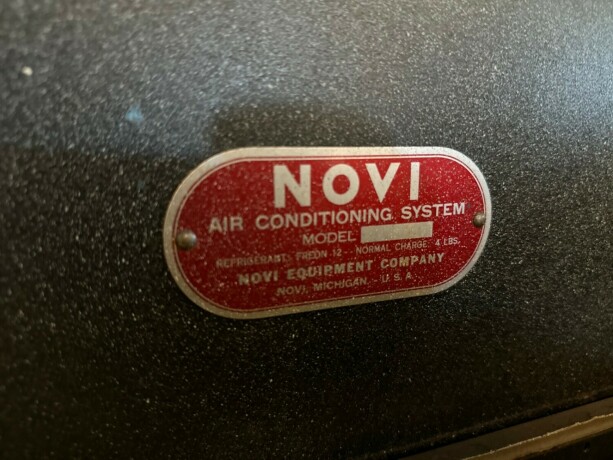 NOVI
AIR CONDITIONING SYSTEM
MODEL
REFRIGERANT - FREON 12 - NORMAL CHARGE, 4 LBS.
NOVI EQUIPMENT COMPANY
NOVI, MICHIGAN, - U. S. A.